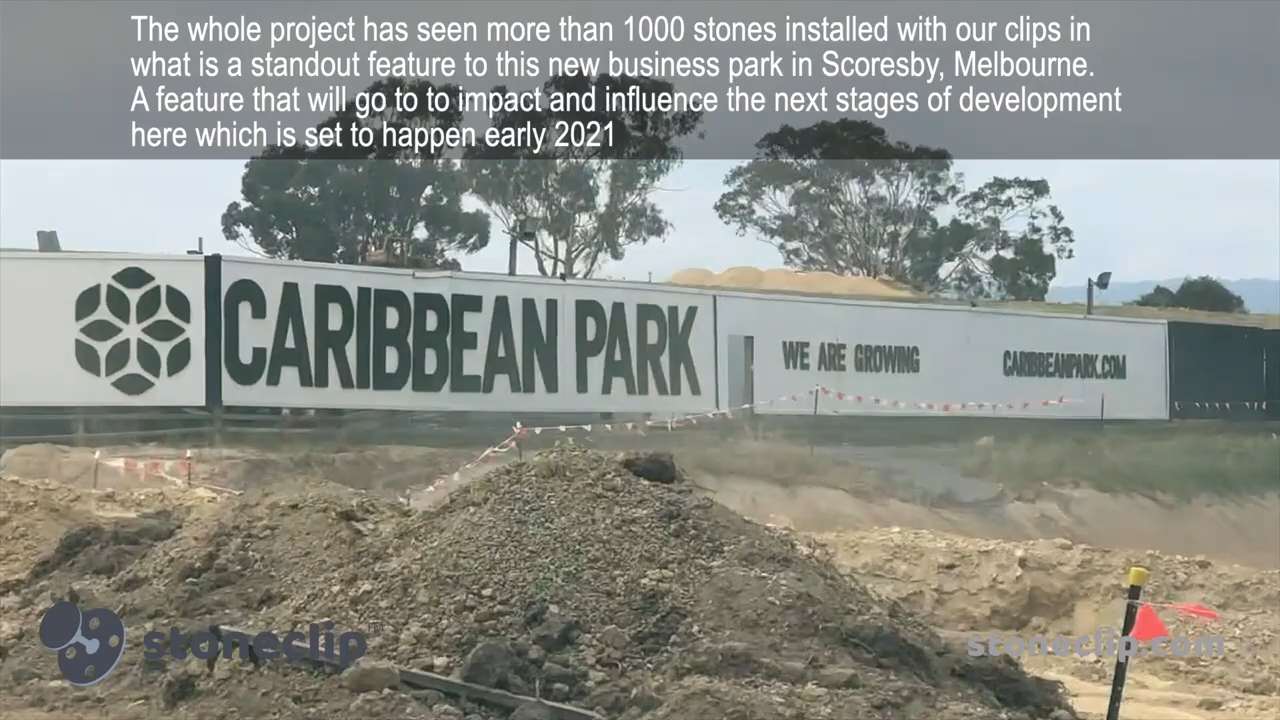 The whole project has seen more than 1000 stones installed with our clips in
what is a standout feature to this new business park in Scoresby, Melbourne.
A feature that will go to to impact and influence the next stages of development
here which is set to happen early 2021
CARIBBEAN PARK
WE ARE GROWING
CARIBBEANPARK.COM
stoneclip™
stoneclip.com